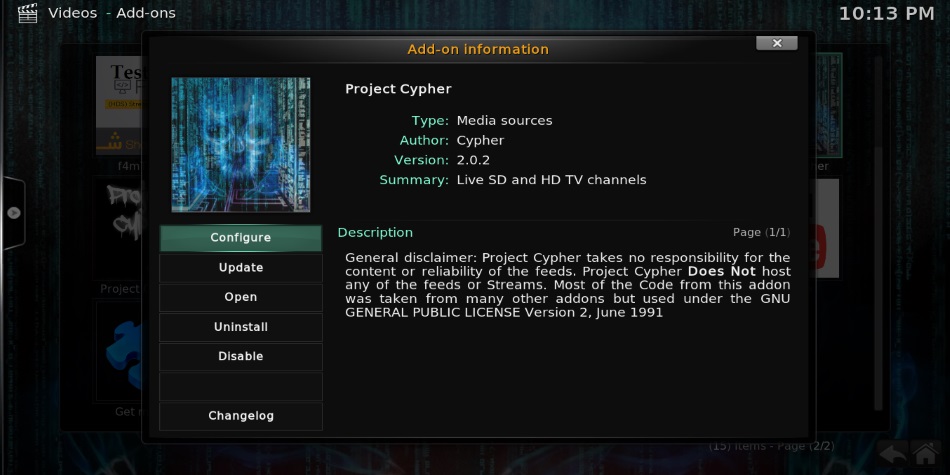 Videos - Add-ons
10:13 PM
Add-on information
Project Cypher
Type: Media sources
Author: Cypher
Version: 2.0.2
Summary: Live SD and HD TV channels
Configure
Update
Open
Uninstall
Disable
Changelog
Description
Page (1/1)
General disclaimer: Project Cypher takes no responsibility for the
content or reliability of the feeds. Project Cypher Does Not host
any of the feeds or Streams. Most of the Code from this addon
was taken from many other addons but used under the GNU
GENERAL PUBLIC LICENSE Version 2, June 1991
Test
f4m
Project
Get
(15) Items - Page (2/2)